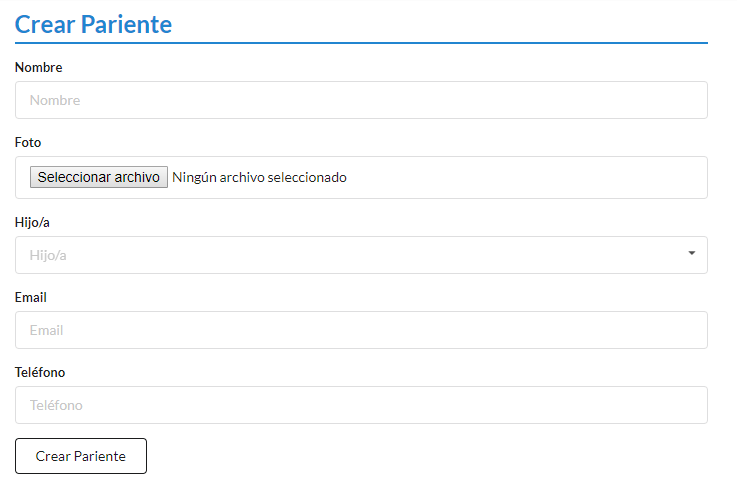 Crear Pariente
Nombre
Nombre
Foto
Seleccionar archivo Ningún archivo seleccionado
Hijo/a
Hijo/a
Email
Email
Teléfono
Teléfono
Crear Pariente